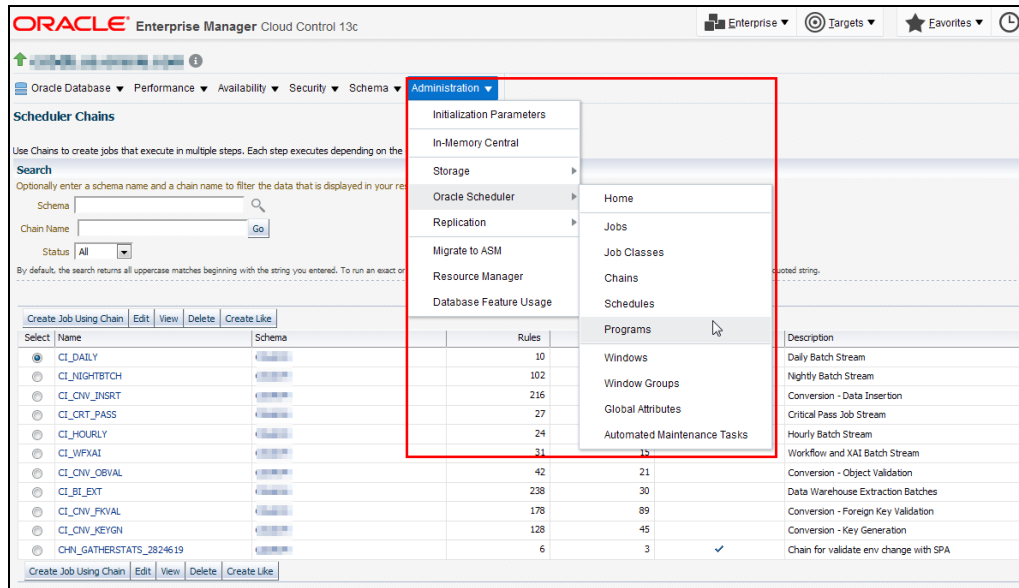 ORACLE Enterprise Manager Cloud Control 13c
Enterprise Targets Favorites
Oracle Database Performance Availability Security Schema Administration
Scheduler Chains
Use Chains to create jobs that execute in multiple steps. Each step executes depending on the
Search
Optionally enter a schema name and a chain name to filter the data that is displayed in your
Schema
Chain Name Go
Status All
By default, the search returns all uppercase matches beginning with the string you entered. To run an exact or
quoted string.
Initialization Parameters
In-Memory Central
Storage
Oracle Scheduler
Replication
Migrate to ASM
Resource Manager
Database Feature Usage
Home
Jobs
Job Classes
Chains
Schedules
Programs
Windows
Window Groups
Global Attributes
Automated Maintenance Tasks
Create Job Using Chain Edit View Delete Create Like
Select Name Schema Rules Description
CI_DAILY 10 Daily Batch Stream
CI_NIGHTBTCH 102 Nightly Batch Stream
CI_CNV_INSRT 216 Conversion - Data Insertion
CI_CRT_PASS 27 Critical Pass Job Stream
CI_HOURLY 24 Hourly Batch Stream
CI_WFXAI 31 15 Workflow and XAI Batch Stream
CI_CNV_OBVAL 42 21 Conversion - Object Validation
CI_BI_EXT 238 30 Data Warehouse Extraction Batches
CI_CNV_FKVAL 178 89 Conversion - Foreign Key Validation
CI_CNV_KEYGN 128 45 Conversion - Key Generation
CHN_GATHERSTATS_2824619 6 3 Chain for validate env change with SPA
Create Job Using Chain Edit View Delete Create Like